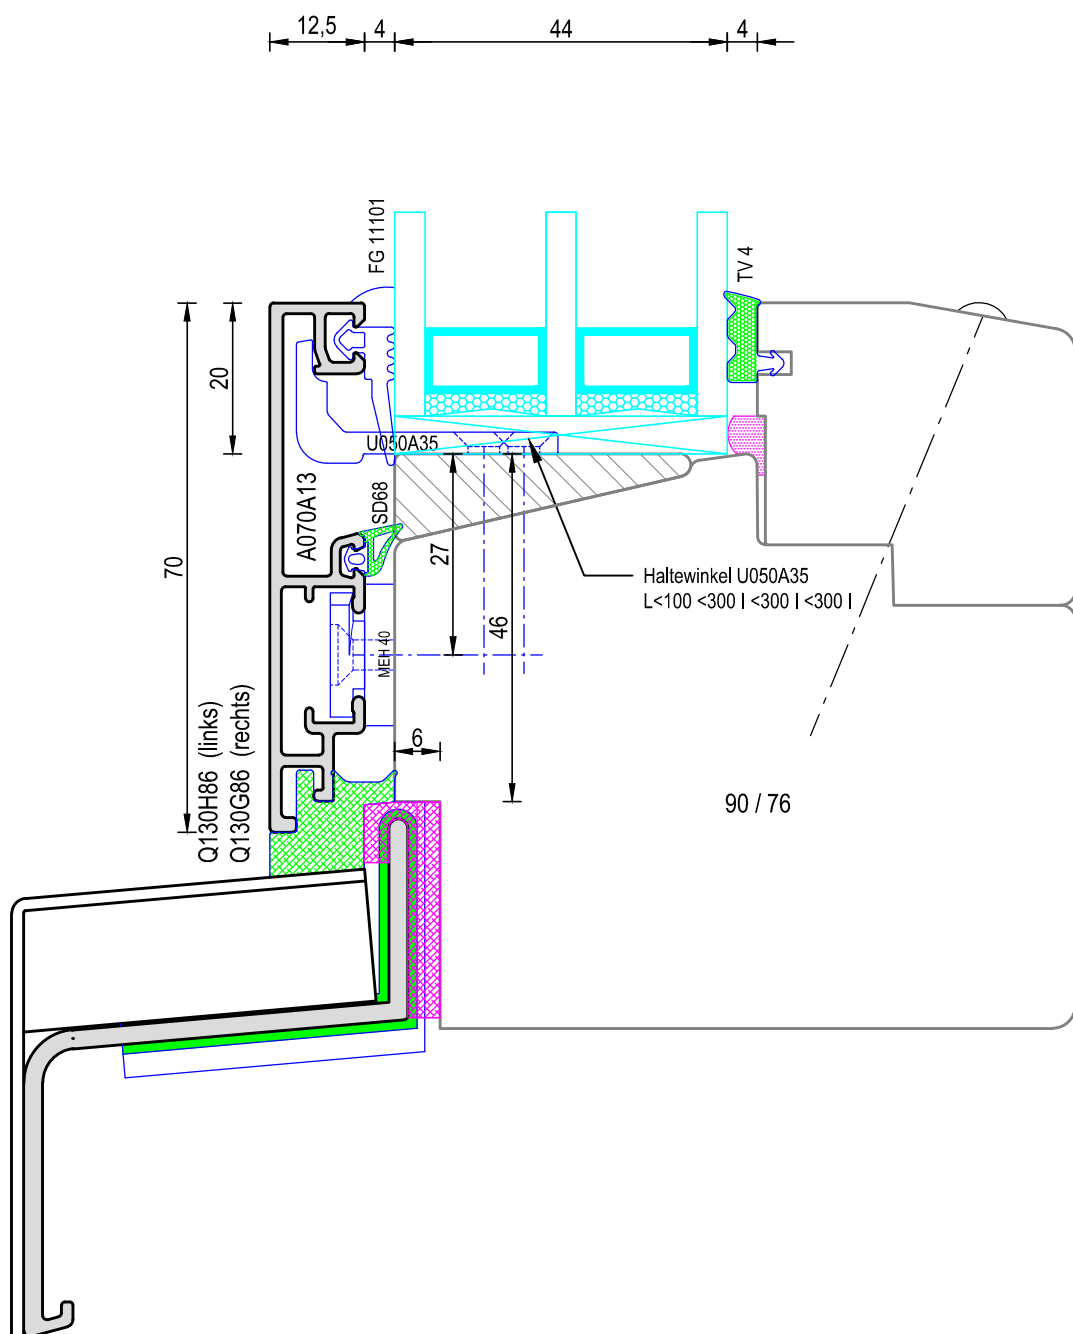 12,5
4
44
4
FG 11101
TV 4
20
70
U050A35
A070A13
SD68
27
46
Haltewinkel U050A35
L<100 <300 I <300 I <300 I
MEH 40
Q130H86 (links)
Q130G86 (rechts)
6
90 / 76